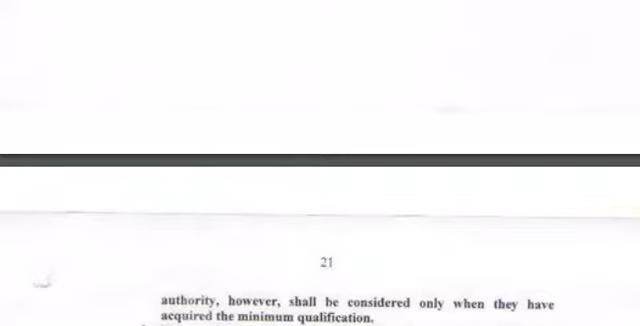 21
authority, however, shall be considered only when they have
acquired the minimum qualification.